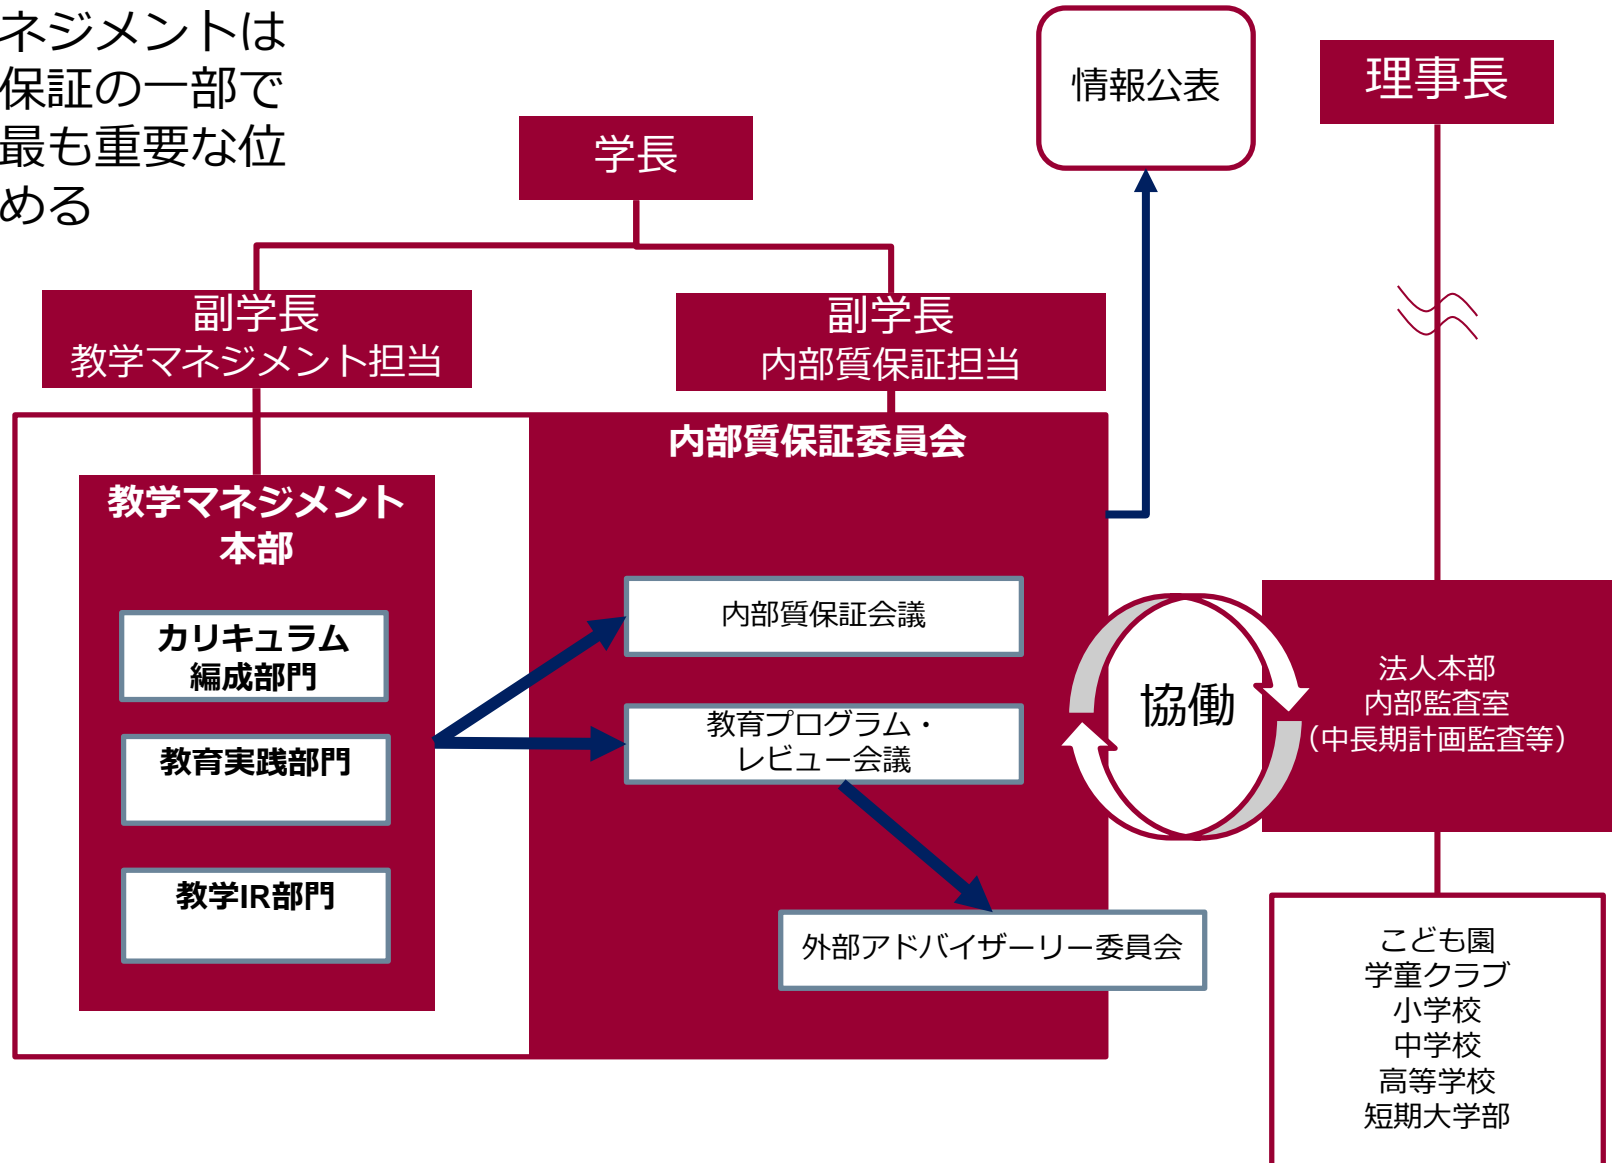 ネジメントは
保証の一部で
最も重要な位
める
情報公表
理事長
学長
副学長
教学マネジメント担当
副学長
内部質保証担当
内部質保証委員会
教学マネジメント
本部
カリキュラム
編成部門
教育実践部門
教学IR部門
内部質保証会議
教育プログラム・
レビュー会議
外部アドバイザーリー委員会
協働
法人本部
内部監査室
（中長期計画監査等）
こども園
学童クラブ
小学校
中学校
高等学校
短期大学部